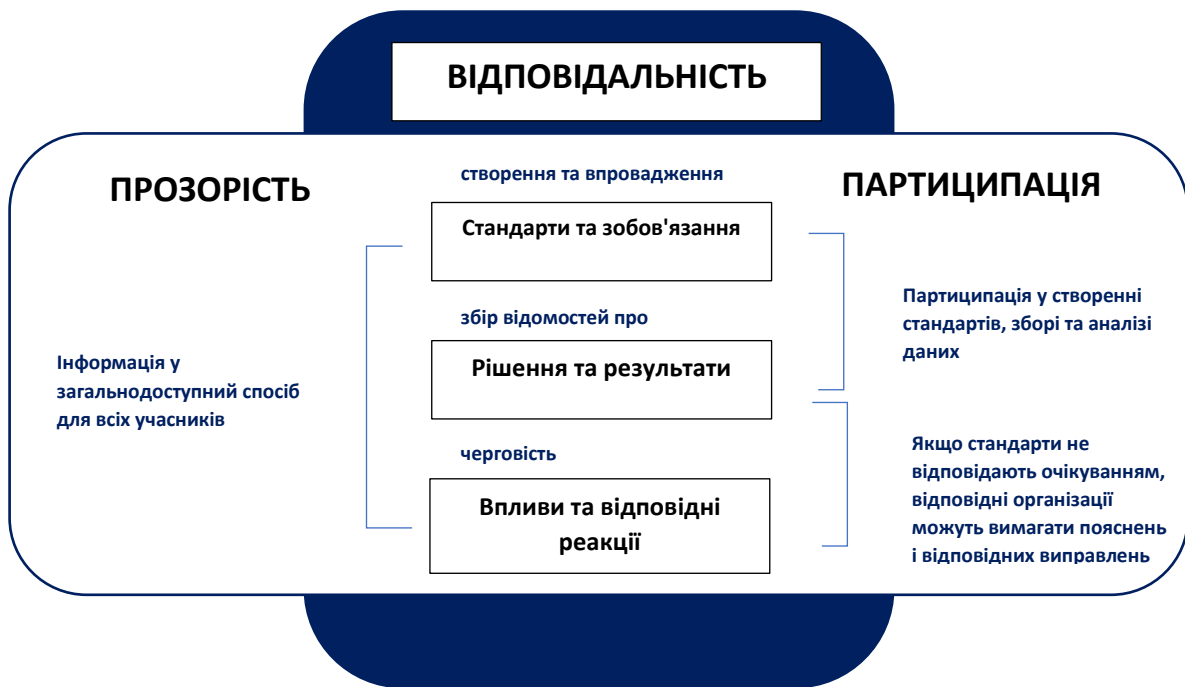 ВІДПОВІДАЛЬНІСТЬ
ПРОЗОРІСТЬ
Інформація у
загальнодоступний спосіб
для всіх учасників
створення та впровадження
Стандарти та зобов'язання
збір відомостей про
Рішення та результати
черговість
Впливи та відповідні
реакції
ПАРТИЦИПАЦІЯ
Партиципація у створенні
стандартів, зборі та аналізі
даних
Якщо стандарти не
відповідають очікуванням,
відповідні організації
можуть вимагати пояснень
і відповідних виправлень